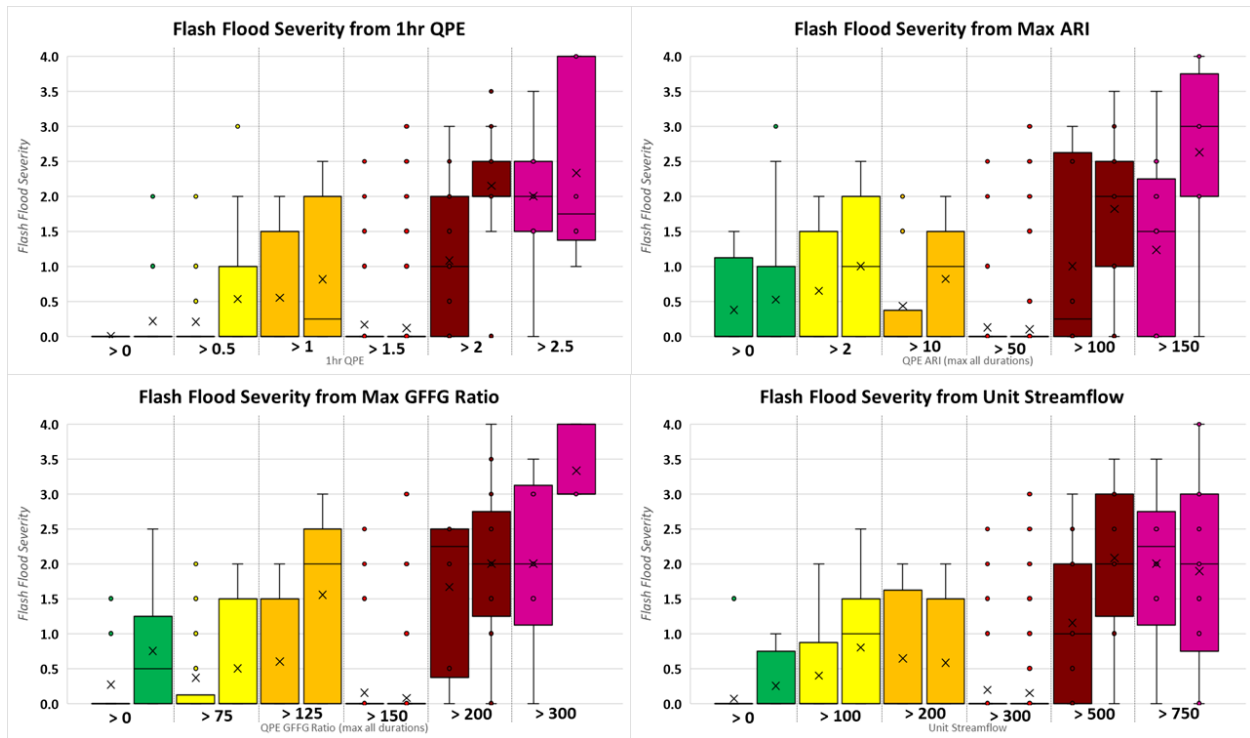 Flash Flood Severity from 1hr QPE
4.0
3.5
3.0
2.5
2.0
1.5
1.0
0.5
0.0
Flash Flood Severity
> 0 > 0.5 > 1 > 1.5 > 2 > 2.5
1hr QPE
Flash Flood Severity from Max ARI
4.0
3.5
3.0
2.5
2.0
1.5
1.0
0.5
0.0
Flash Flood Severity
> 0 > 2 > 10 > 50 > 100 > 150
QPE ARI (max all durations)
Flash Flood Severity from Max GFFG Ratio
4.0
3.5
3.0
2.5
2.0
1.5
1.0
0.5
0.0
Flash Flood Severity
> 0 > 75 > 125 > 150 > 200 > 300
QPE GFFG Ratio (max all durations)
Flash Flood Severity from Unit Streamflow
4.0
3.5
3.0
2.5
2.0
1.5
1.0
0.5
0.0
Flash Flood Severity
> 0 > 100 > 200 > 300 > 500 > 750
Unit Streamflow